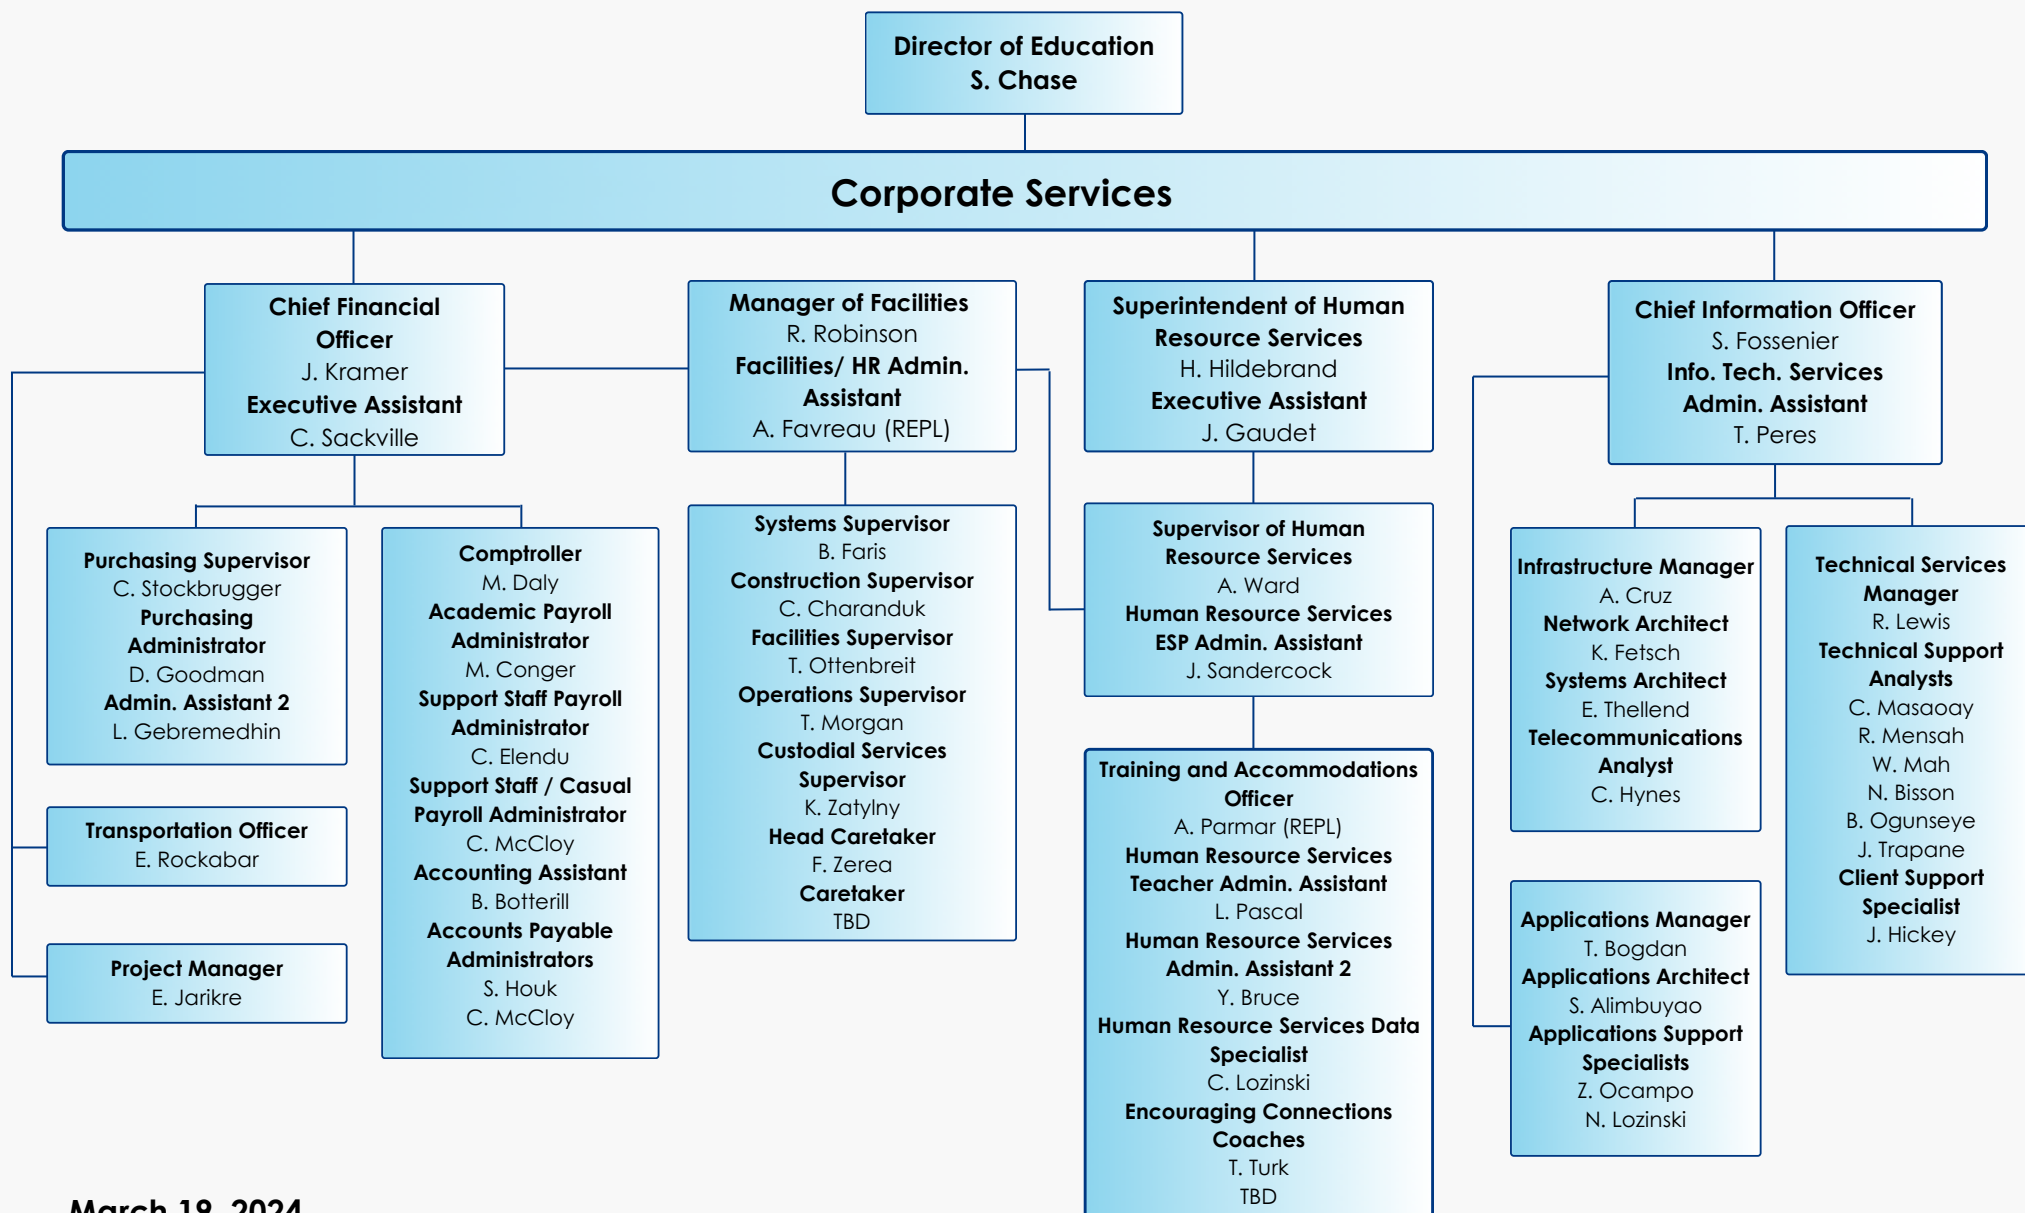 Director of Education
S. Chase
Corporate Services
Chief Financial
Officer
J. Kramer
Executive Assistant
C. Sackville
Manager of Facilities
R. Robinson
Facilities/ HR Admin.
Assistant
A. Favreau (REPL)
Superintendent of Human
Resource Services
H. Hildebrand
Executive Assistant
J. Gaudet
Chief Information Officer
S. Fossenier
Info. Tech. Services
Admin. Assistant
T. Peres
Purchasing Supervisor
C. Stockbrugger
Purchasing
Administrator
D. Goodman
Admin. Assistant 2
L. Gebremedhin
Transportation Officer
E. Rockabar
Project Manager
E. Jarikre
Comptroller
M. Daly
Academic Payroll
Administrator
M. Conger
Support Staff Payroll
Administrator
C. Elendu
Support Staff / Casual
Payroll Administrator
C. McCloy
Accounting Assistant
B. Botterill
Accounts Payable
Administrators
S. Houk
C. McCloy
Systems Supervisor
B. Faris
Construction Supervisor
C. Charanduk
Facilities Supervisor
T. Ottenbreit
Operations Supervisor
T. Morgan
Custodial Services
Supervisor
K. Zatylny
Head Caretaker
F. Zerea
Caretaker
TBD
Supervisor of Human
Resource Services
A. Ward
Human Resource Services
ESP Admin. Assistant
J. Sandercock
Training and Accommodations
Officer
A. Parmar (REPL)
Human Resource Services
Teacher Admin. Assistant
L. Pascal
Human Resource Services
Admin. Assistant 2
Y. Bruce
Human Resource Services Data
Specialist
C. Lozinski
Encouraging Connections
Coaches
T. Turk
TBD
Infrastructure Manager
A. Cruz
Network Architect
K. Fetsch
Systems Architect
E. Thellend
Telecommunications
Analyst
C. Hynes
Applications Manager
T. Bogdan
Applications Architect
S. Alimbuyao
Applications Support
Specialists
Z. Ocampo
N. Lozinski
Technical Services
Manager
R. Lewis
Technical Support
Analysts
C. Masaoay
R. Mensah
W. Mah
N. Bisson
B. Ogunseye
J. Trapane
Client Support
Specialist
J. Hickey
March 19, 2024